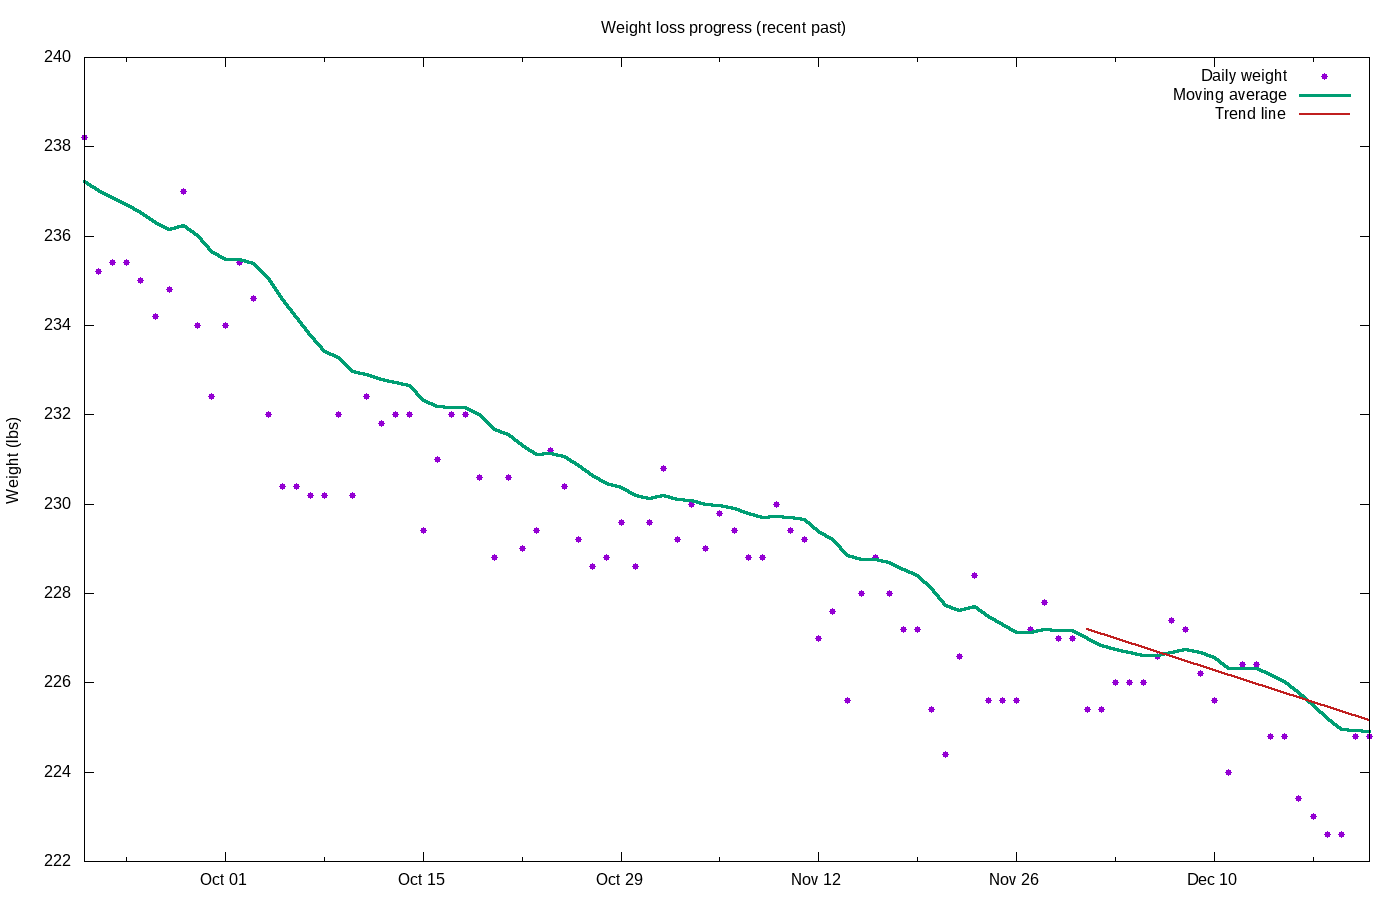 Weight loss progress (recent past)
240
238
236
234
232
230
228
226
224
222
Weight (lbs)
Daily weight
Moving average
Trend line
Oct 01
Oct 15
Oct 29
Nov 12
Nov 26
Dec 10